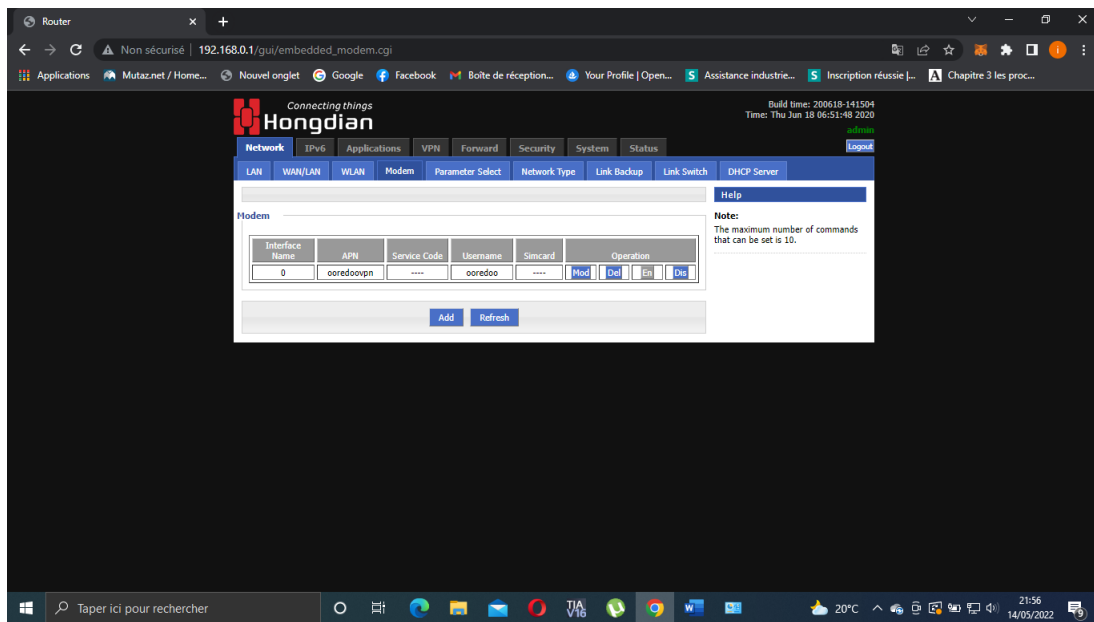 Router
Non sécurisé 192.168.0.1/gui/embedded_modem.cgi
Applications Mutaz.net / Home... Nouvel onglet Google Facebook Boîte de réception... Your Profile | Open... Assistance industrie... Inscription réussie |... Chapitre 3 les proc...
Connecting things
Hongdian
Build time: 200618-141504
Time: Thu Jun 18 06:51:48 2020
admin
Logout
Network IPv6 Applications VPN Forward Security System Status
LAN WAN/LAN WLAN Modem Parameter Select Network Type Link Backup Link Switch DHCP Server
Help
Modem
Note:
The maximum number of commands
that can be set is 10.
Interface Name APN Service Code Username Simcard Operation
0 ooredoovpn ---- ooredoo ---- Mod Del En Dis
Add Refresh
Taper ici pour rechercher
TIA V16
20°C
21:56
14/05/2022
9